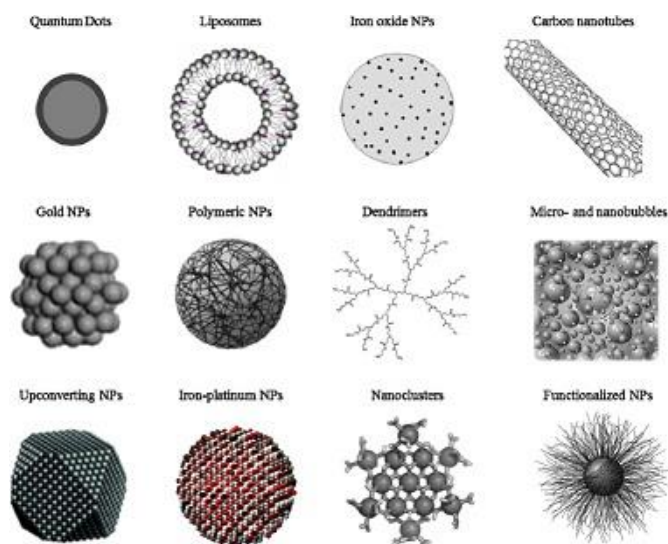 Quantum Dots
Liposomes
Iron oxide NPs
Carbon nanotubes
Gold NPs
Polymeric NPs
Dendrimers
Micro- and nanobubbles
Upconverting NPs
Iron-platinum NPs
Nanoclusters
Functionalized NPs